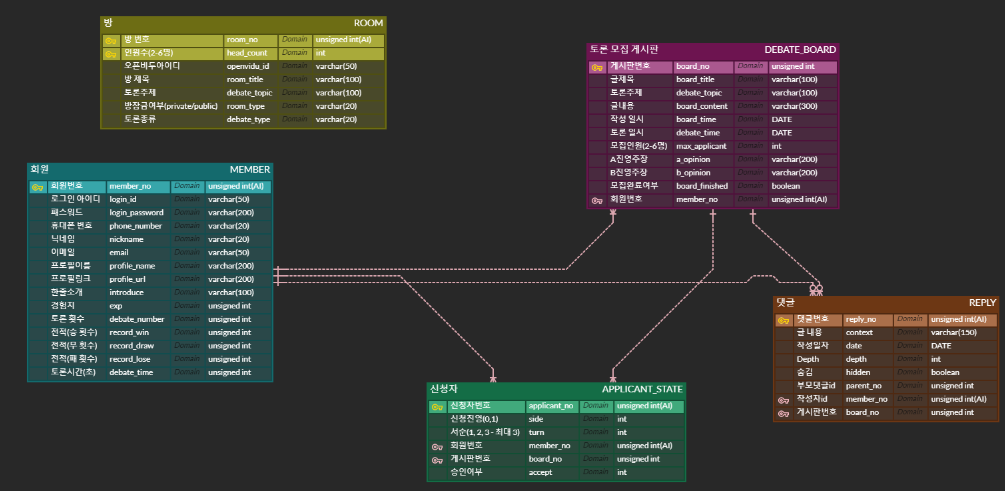 방 ROOM
방 번호 room_no Domain unsigned int(AI)
인원수(2-6명) head_count Domain int
오픈비두아이디 openvidu_id Domain varchar(50)
방 제목 room_title Domain varchar(100)
토론주제 debate_topic Domain varchar(100)
방잠금여부(private/public) room_type Domain varchar(20)
토론종류 debate_type Domain varchar(20)
회원 MEMBER
회원번호 member_no Domain unsigned int(AI)
로그인 아이디 login_id Domain varchar(50)
패스워드 login_password Domain varchar(200)
휴대폰 번호 phone_number Domain varchar(20)
닉네임 nickname Domain varchar(20)
이메일 email Domain varchar(50)
프로필이름 profile_name Domain varchar(200)
프로필링크 profile_url Domain varchar(200)
한줄소개 introduce Domain varchar(100)
경험치 exp Domain unsigned int
토론 횟수 debate_number Domain unsigned int
전적(승 횟수) record_win Domain unsigned int
전적(무 횟수) record_draw Domain unsigned int
전적(패 횟수) record_lose Domain unsigned int
토론시간(초) debate_time Domain unsigned int
토론 모집 게시판 DEBATE_BOARD
게시판번호 board_no Domain unsigned int
글제목 board_title Domain varchar(100)
토론주제 debate_topic Domain varchar(100)
글내용 board_content Domain varchar(300)
작성 일시 board_time Domain DATE
토론 일시 debate_time Domain DATE
모집인원(2-6명) max_applicant Domain int
A진영주장 a_opinion Domain varchar(200)
B진영주장 b_opinion Domain varchar(200)
모집완료여부 board_finished Domain boolean
회원번호 member_no Domain unsigned int(AI)
신청자 APPLICANT_STATE
신청자번호 applicant_no Domain unsigned int(AI)
신청진영(0,1) side Domain int
서순(1, 2, 3 - 최대 3) turn Domain int
회원번호 member_no Domain unsigned int(AI)
게시판번호 board_no Domain unsigned int
승인여부 accept Domain int
댓글 REPLY
댓글번호 reply_no Domain unsigned int(AI)
글 내용 context Domain varchar(150)
작성일자 date Domain DATE
Depth depth Domain int
숨김 hidden Domain boolean
부모댓글id parent_no Domain unsigned int
작성자id member_no Domain unsigned int(AI)
게시판번호 board_no Domain unsigned int